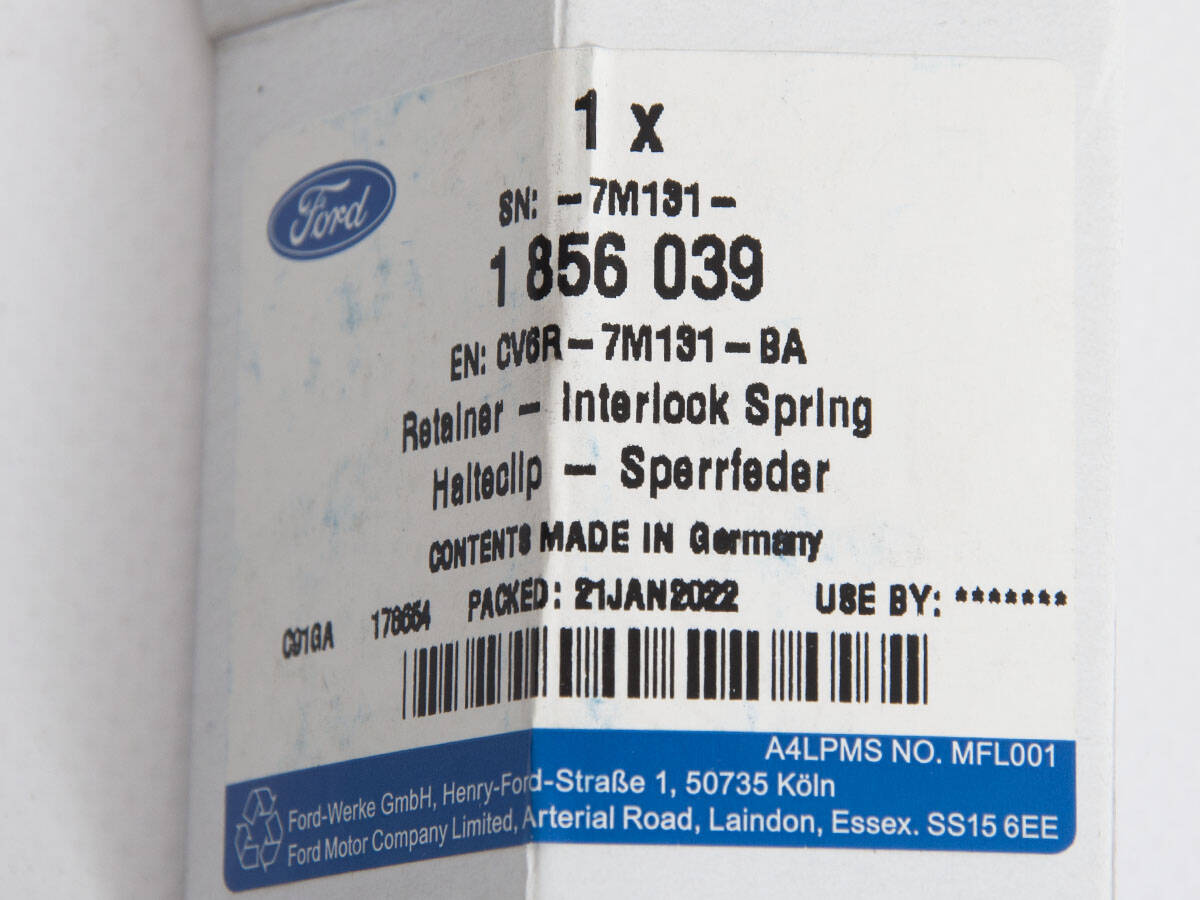 1 X
Ford
SN: -7M131-
1 856 039
EN: CV6R-7M131-BA
Retainer - Interlock Spring
Halteclip - Sperrfeder
CONTENTS MADE IN Germany
C91GA 178654 PACKED: 21JAN2022 USE BY: *******
A4LPMS NO. MFL001
Ford-Werke GmbH, Henry-Ford-Straße 1, 50735 Köln
Ford Motor Company Limited, Arterial Road, Laindon, Essex. SS15 6EE